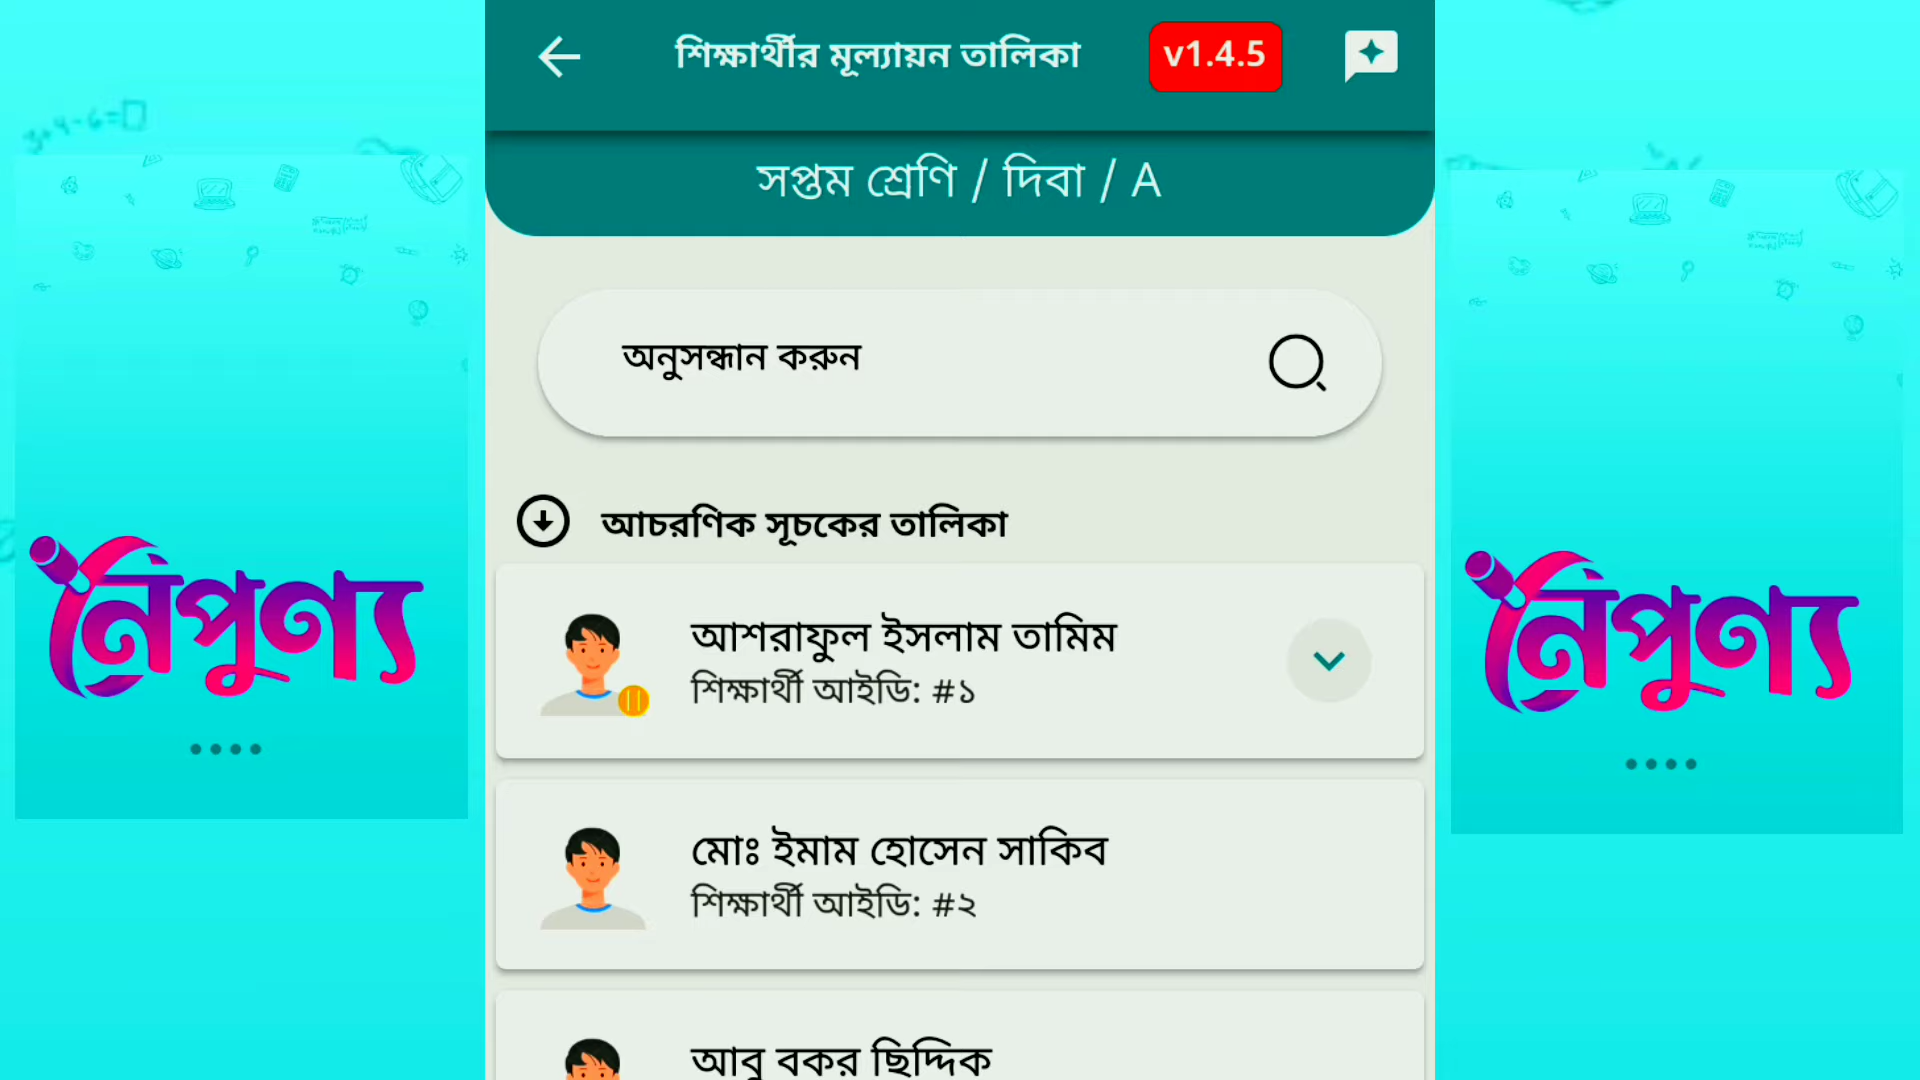 শিক্ষার্থীর মূল্যায়ন তালিকা
v1.4.5
সপ্তম শ্রেণি / দিবা / A
অনুসন্ধান করুন
আচরণিক সূচকের তালিকা
আশরাফুল ইসলাম তামিম
শিক্ষার্থী আইডি: #১
মোঃ ইমাম হোসেন সাকিব
শিক্ষার্থী আইডি: #২
আবু বকর ছিদ্দিক
নৈপুণ্য
নৈপুণ্য